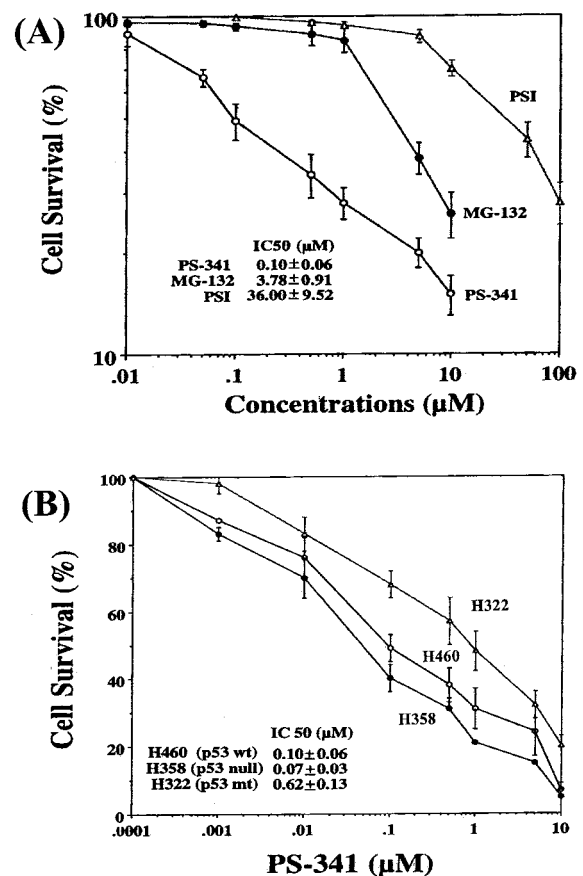 (A)
100
10
Cell Survival (%)
PSI
MG-132
PS-341
IC50 (µM)
PS-341 0.10±0.06
MG-132 3.78±0.91
PSI 36.00±9.52
.01 .1 1 10 100
Concentrations (µM)
(B)
100
80
60
40
20
0
Cell Survival (%)
H322
H460
H358
IC 50 (µM)
H460 (p53 wt) 0.10±0.06
H358 (p53 null) 0.07±0.03
H322 (p53 mt) 0.62±0.13
.0001 .001 .01 .1 1 10
PS-341 (µM)